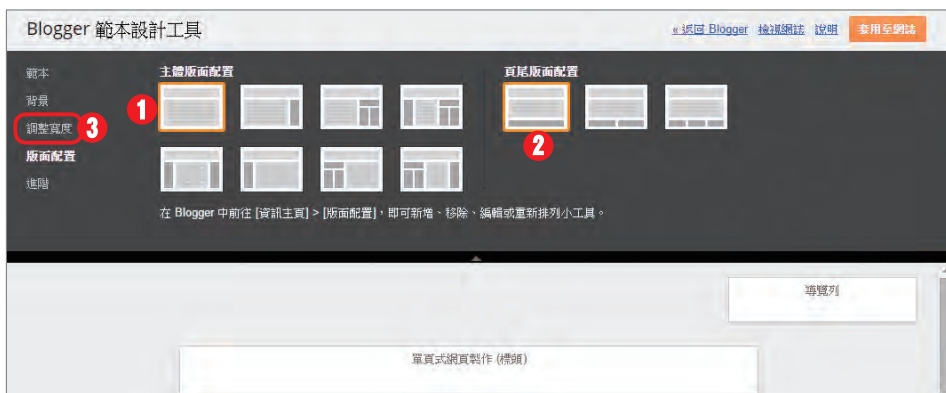 Blogger 範本設計工具
« 返回 Blogger 檢視網誌 說明 套用至網誌
範本
背景
調整寬度 3
版面配置
進階
主體版面配置
1
頁尾版面配置
2
在 Blogger 中前往 [資訊主頁] > [版面配置]，即可新增、移除、編輯或重新排列小工具。
導覽列
單頁式網頁製作 (標頭)